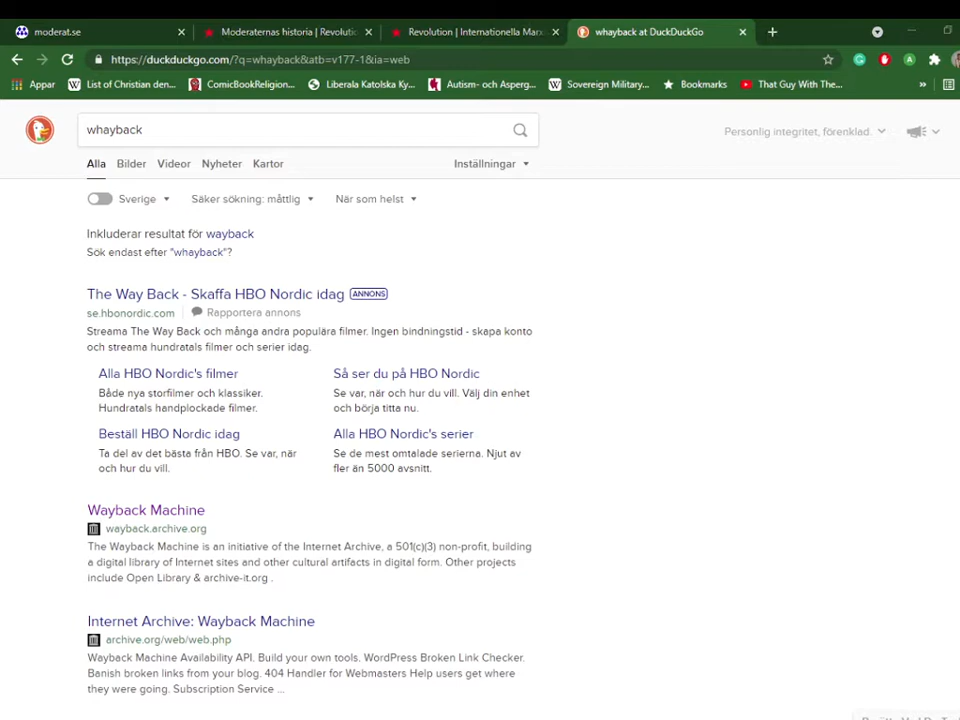 moderat.se
Moderaternas historia | Revolutio
Revolution | Internationella Marx
whayback at DuckDuckGo
https://duckduckgo.com/?q=whayback&atb=v177-1&ia=web
Appar
List of Christian den...
ComicBookReligion...
Liberala Katolska Ky...
Autism- och Asperg...
Sovereign Military...
Bookmarks
That Guy With The...
whayback
Personlig integritet, förenklad.
Alla
Bilder
Videor
Nyheter
Kartor
Inställningar
Sverige
Säker sökning: måttlig
När som helst
Inkluderar resultat för wayback
Sök endast efter "whayback"?
The Way Back - Skaffa HBO Nordic idag ANNONS
se.hbonordic.com
Rapportera annons
Streama The Way Back och många andra populära filmer. Ingen bindningstid - skapa konto
och streama hundratals filmer och serier idag.
Alla HBO Nordic's filmer
Både nya storfilmer och klassiker.
Hundratals handplockade filmer.
Så ser du på HBO Nordic
Se var, när och hur du vill. Välj din enhet
och börja titta nu.
Beställ HBO Nordic idag
Ta del av det bästa från HBO. Se var, när
och hur du vill.
Alla HBO Nordic's serier
Se de mest omtalade serierna. Njut av
fler än 5000 avsnitt.
Wayback Machine
wayback.archive.org
The Wayback Machine is an initiative of the Internet Archive, a 501(c)(3) non-profit, building
a digital library of Internet sites and other cultural artifacts in digital form. Other projects
include Open Library & archive-it.org .
Internet Archive: Wayback Machine
archive.org/web/web.php
Wayback Machine Availability API. Build your own tools. WordPress Broken Link Checker.
Banish broken links from your blog. 404 Handler for Webmasters Help users get where
they were going. Subscription Service ...